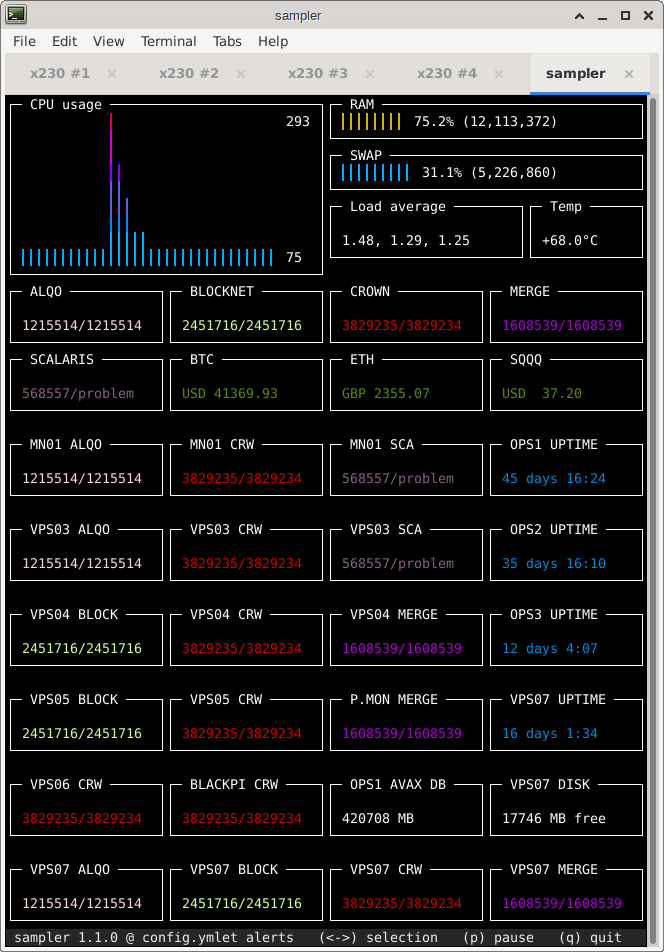 sampler
File Edit View Terminal Tabs Help
x230 #1 × x230 #2 × x230 #3 × x230 #4 × sampler ×
CPU usage
293
75
RAM
75.2% (12,113,372)
SWAP
31.1% (5,226,860)
Load average
1.48, 1.29, 1.25
Temp
+68.0°C
ALQO BLOCKNET CROWN MERGE
1215514/1215514 2451716/2451716 3829235/3829234 1608539/1608539
SCALARIS BTC ETH SQQQ
568557/problem USD 41369.93 GBP 2355.07 USD 37.20
MN01 ALQO MN01 CRW MN01 SCA OPS1 UPTIME
1215514/1215514 3829235/3829234 568557/problem 45 days 16:24
VPS03 ALQO VPS03 CRW VPS03 SCA OPS2 UPTIME
1215514/1215514 3829235/3829234 568557/problem 35 days 16:10
VPS04 BLOCK VPS04 CRW VPS04 MERGE OPS3 UPTIME
2451716/2451716 3829235/3829234 1608539/1608539 12 days 4:07
VPS05 BLOCK VPS05 CRW P.MON MERGE VPS07 UPTIME
2451716/2451716 3829235/3829234 1608539/1608539 16 days 1:34
VPS06 CRW BLACKPI CRW OPS1 AVAX DB VPS07 DISK
3829235/3829234 3829235/3829234 420708 MB 17746 MB free
VPS07 ALQO VPS07 BLOCK VPS07 CRW VPS07 MERGE
1215514/1215514 2451716/2451716 3829235/3829234 1608539/1608539
sampler 1.1.0 @ config.ymlet alerts (<->) selection (p) pause (q) quit